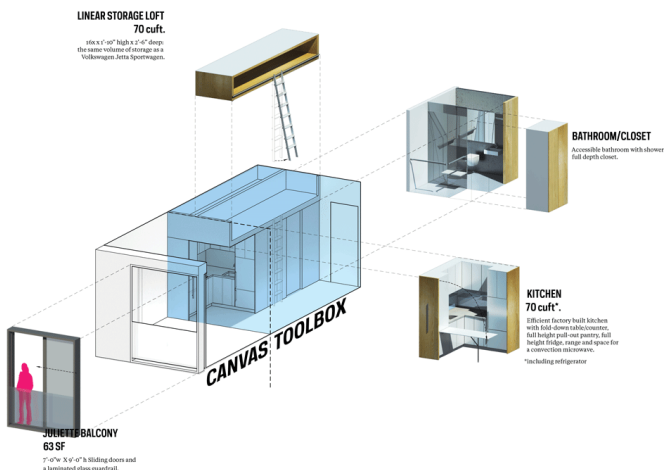 LINEAR STORAGE LOFT
70 cuft.
16x x 1'-10" high x 2'-6" deep:
the same volume of storage as a
Volkswagen Jetta Sportwagen.
BATHROOM/CLOSET
Accessible bathroom with shower
full depth closet.
KITCHEN
70 cuft*.
Efficient factory built kitchen
with fold-down table/counter,
full height pull-out pantry, full
height fridge, range and space for
a convection microwave.
*including refrigerator
CANVAS TOOLBOX
JULIETTE BALCONY
63 SF
7'-0"w X 9'-0" h Sliding doors and
a laminated glass guardrail.